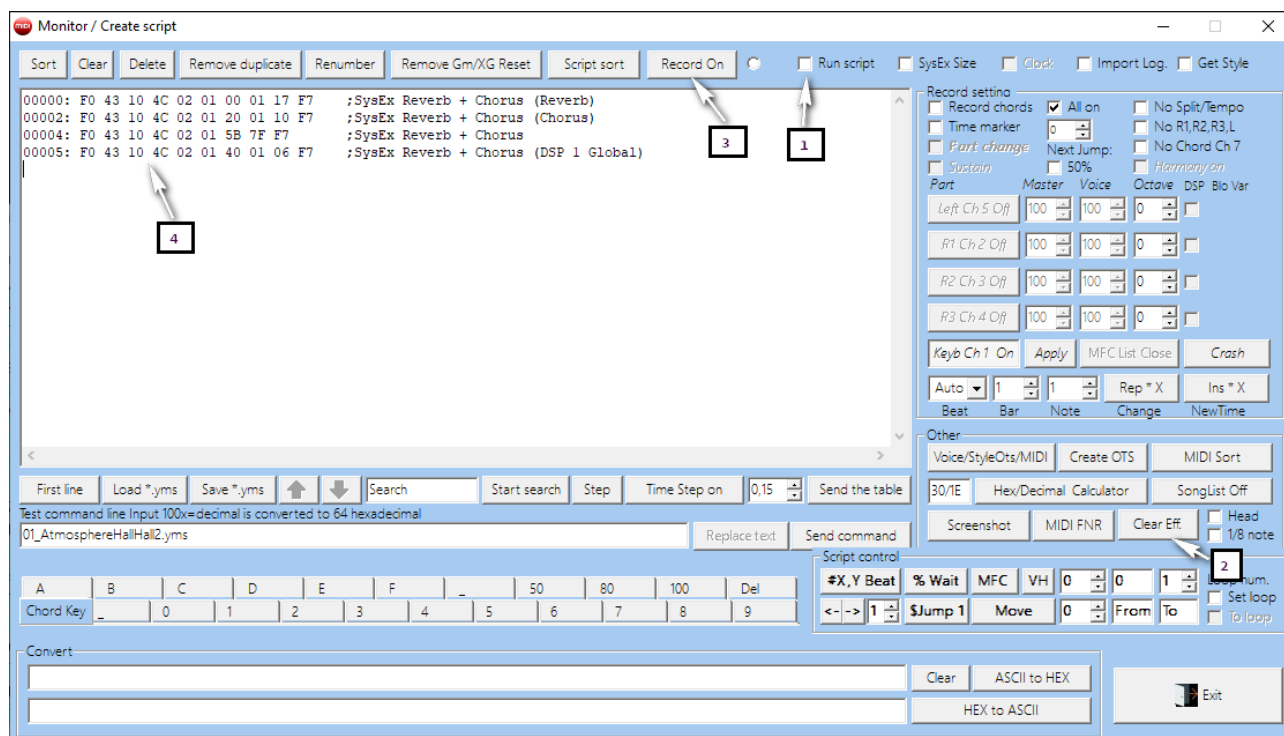 midi Monitor / Create script
Sort Clear Delete Remove duplicate Renumber Remove Gm/XG Reset Script sort Record On Run script SysEx Size Clock Import Log. Get Style
00000: F0 43 10 4C 02 01 00 01 17 F7 ;SysEx Reverb + Chorus (Reverb)
00002: F0 43 10 4C 02 01 20 01 10 F7 ;SysEx Reverb + Chorus (Chorus)
00004: F0 43 10 4C 02 01 5B 7F F7 ;SysEx Reverb + Chorus
00005: F0 43 10 4C 02 01 40 01 06 F7 ;SysEx Reverb + Chorus (DSP 1 Global)
3
1
4
Record setting
Record chords All on No Split/Tempo
Time marker 0 No R1,R2,R3,L
Part change Next Jump: No Chord Ch 7
Sustain 50% Harmony on
Part Master Voice Octave DSP Blo Var
Left Ch 5 Off 100 100 0
R1 Ch 2 Off 100 100 0
R2 Ch 3 Off 100 100 0
R3 Ch 4 Off 100 100 0
Keyb Ch 1 On Apply MFC List Close Crash
Auto 1 1 Rep * X Ins * X
Beat Bar Note Change NewTime
Other
Voice/StyleOts/MIDI Create OTS MIDI Sort
30/1E Hex/Decimal Calculator SongList Off
Screenshot MIDI FNR Clear Eff. Head
1/8 note
2
First line Load *.yms Save *.yms Search Start search Step Time Step on 0,15 Send the table
Test command line Input 100x=decimal is converted to 64 hexadecimal
01_AtmosphereHallHall2.yms Replace text Send command
A B C D E F _ 50 80 100 Del
Chord Key _ 0 1 2 3 4 5 6 7 8 9
Script control
#X,Y Beat % Wait MFC VH 0 0 1 num.
Set loop
<- -> 1 $Jump 1 Move 0 From To To loop
Convert
Clear ASCII to HEX
HEX to ASCII
Exit